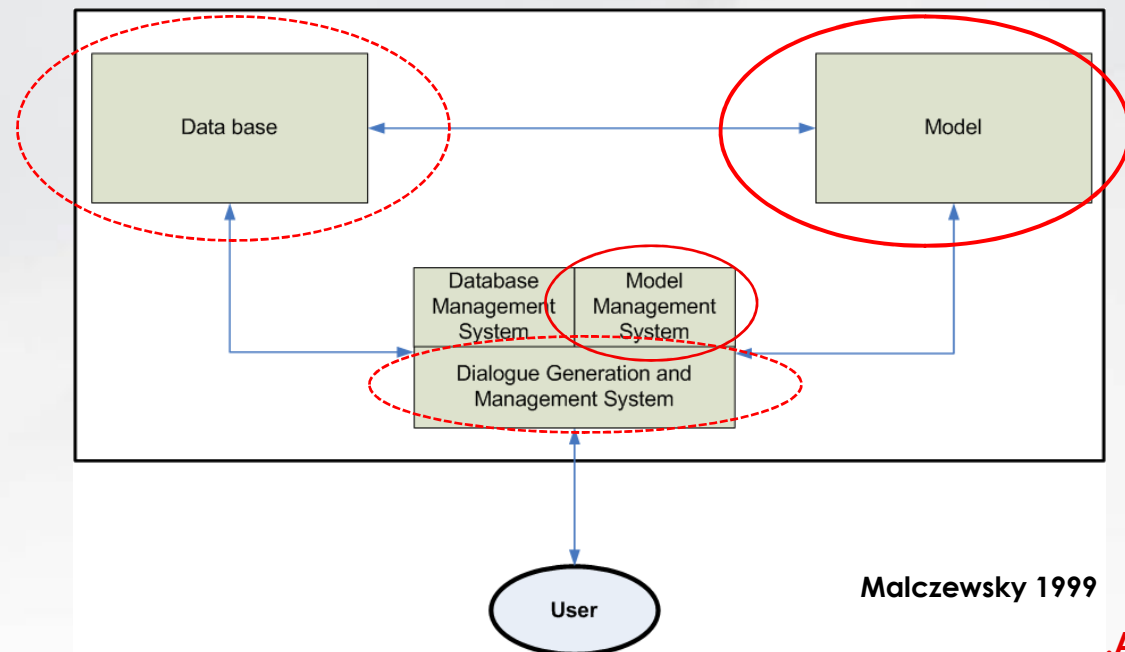 Data base
Model
Database
Management
System
Model
Management
System
Dialogue Generation and
Management System
User
Malczewsky 1999
.A